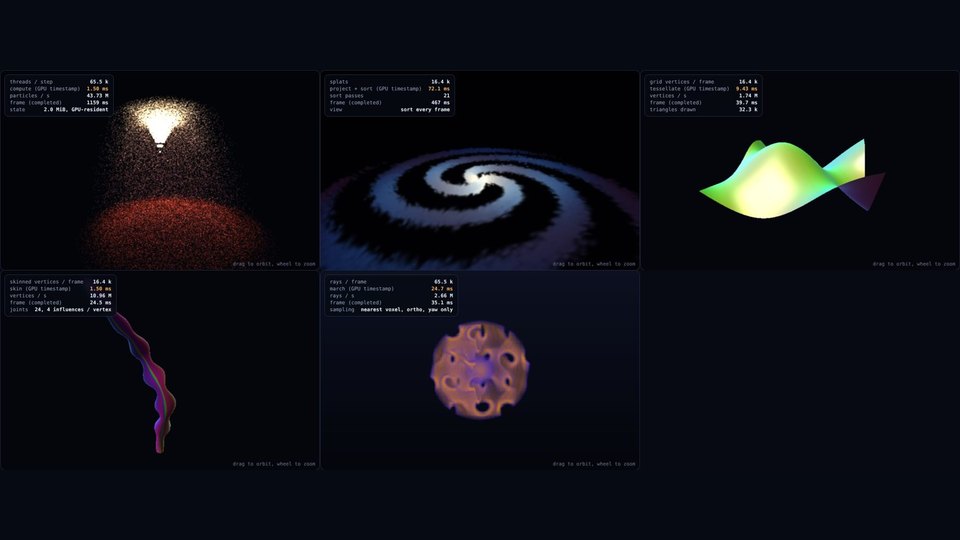 threads / step 65.5 k
compute (GPU timestamp) 1.50 ms
particles / s 43.73 M
frame (completed) 1159 ms
state 2.0 MiB, GPU-resident
drag to orbit, wheel to zoom
splats 16.4 k
project + sort (GPU timestamp) 72.1 ms
sort passes 21
frame (completed) 467 ms
view sort every frame
drag to orbit, wheel to zoom
grid vertices / frame 16.4 k
tessellate (GPU timestamp) 9.43 ms
vertices / s 1.74 M
frame (completed) 39.7 ms
triangles drawn 32.3 k
drag to orbit, wheel to zoom
skinned vertices / frame 16.4 k
skin (GPU timestamp) 1.50 ms
vertices / s 10.96 M
frame (completed) 24.5 ms
joints 24, 4 influences / vertex
drag to orbit, wheel to zoom
rays / frame 65.5 k
march (GPU timestamp) 24.7 ms
rays / s 2.66 M
frame (completed) 35.1 ms
sampling nearest voxel, ortho, yaw only
drag to orbit, wheel to zoom